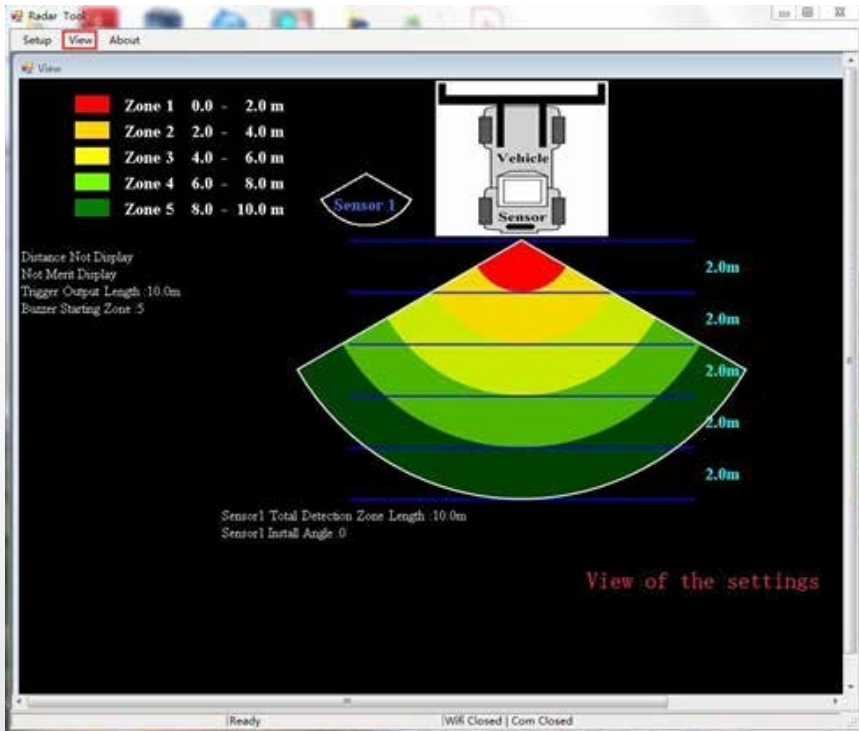 Radar Tool
Setup View About
View
Zone 1 0.0 - 2.0 m
Zone 2 2.0 - 4.0 m
Zone 3 4.0 - 6.0 m
Zone 4 6.0 - 8.0 m
Zone 5 8.0 - 10.0 m
Sensor 1
Vehicle
Sensor
Distance Not Display
Not Merit Display
Trigger Output Length :10.0m
Buzzer Starting Zone :5
2.0m
2.0m
2.0m
2.0m
2.0m
Sensor1 Total Detection Zone Length :10.0m
Sensor1 Install Angle :0
View of the settings
Ready
Wifi Closed | Com Closed